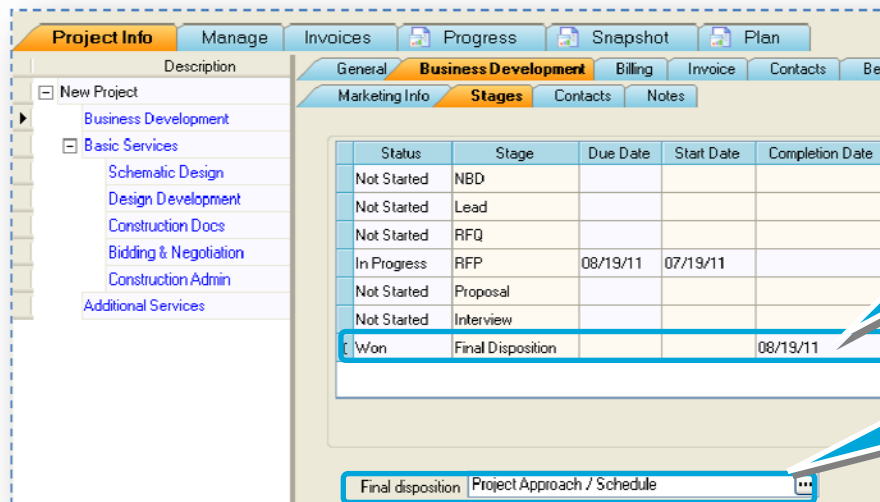 Project Info Manage Invoices Progress Snapshot Plan
Description
General Business Development Billing Invoice Contacts Be
New Project
Marketing Info Stages Contacts Notes
Business Development
Basic Services
Schematic Design
Design Development
Construction Docs
Bidding & Negotiation
Construction Admin
Additional Services
Status Stage Due Date Start Date Completion Date
Not Started NBD
Not Started Lead
Not Started RFQ
In Progress RFP 08/19/11 07/19/11
Not Started Proposal
Not Started Interview
Won Final Disposition 08/19/11
Final disposition Project Approach / Schedule ...